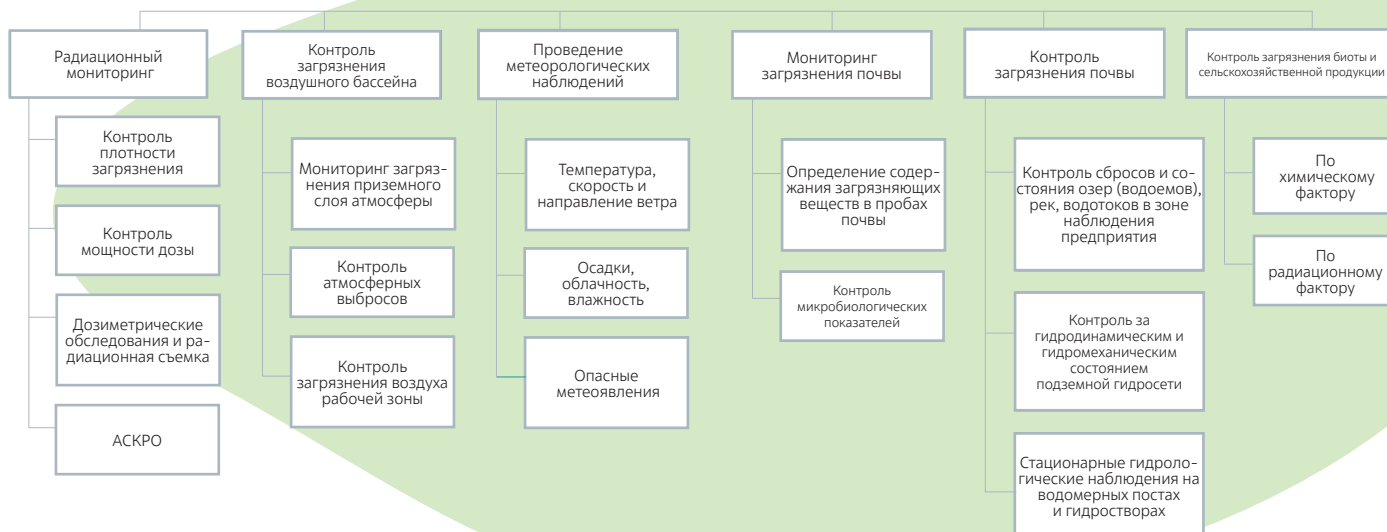 Радиационный
мониторинг
Контроль
плотности
загрязнения
Контроль
мощности дозы
Дозиметрические
обследования и ра-
диационная съемка
АСКРО
Контроль
загрязнения
воздушного бассейна
Мониторинг загряз-
нения приземного
слоя атмосферы
Контроль
атмосферных
выбросов
Контроль
загрязнения воздуха
рабочей зоны
Проведение
метеорологических
наблюдений
Температура,
скорость и
направление ветра
Осадки,
облачность,
влажность
Опасные
метеоявления
Мониторинг
загрязнения почвы
Определение содер-
жания загрязняющих
веществ в пробах
почвы
Контроль
микробиологических
показателей
Контроль
загрязнения почвы
Контроль сбросов и со-
стояния озер (водоемов),
рек, водотоков в зоне
наблюдения
предприятия
Контроль за
гидродинамическим и
гидромеханическим
состоянием
подземной гидросети
Стационарные гидроло-
гические наблюдения на
водомерных постах
и гидростворах
Контроль загрязнения биоты и
сельскохозяйственной продукции
По
химическому
фактору
По
радиационному
фактору